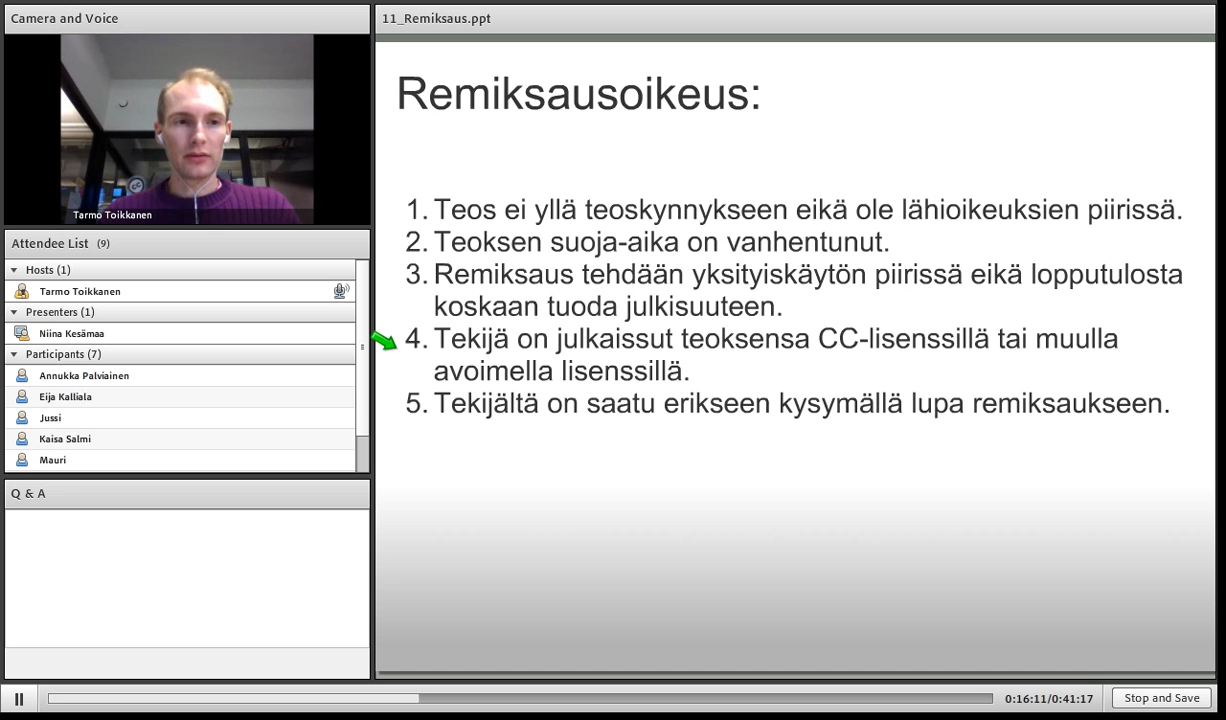 Camera and Voice
Tarmo Toikkanen
Attendee List (9)
Hosts (1)
Tarmo Toikkanen
Presenters (1)
Niina Kesämaa
Participants (7)
Annukka Palviainen
Eija Kalliala
Jussi
Kaisa Salmi
Mauri
Q & A
11_Remiksaus.ppt
Remiksausoikeus:
1. Teos ei yllä teoskynnykseen eikä ole lähioikeuksien piirissä.
2. Teoksen suoja-aika on vanhentunut.
3. Remiksaus tehdään yksityiskäytön piirissä eikä lopputulosta
koskaan tuoda julkisuuteen.
4. Tekijä on julkaissut teoksensa CC-lisenssillä tai muulla
avoimella lisenssillä.
5. Tekijältä on saatu erikseen kysymällä lupa remiksaukseen.
0:16:11/0:41:17
Stop and Save